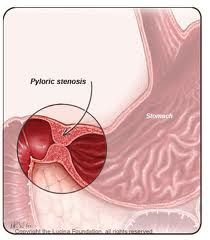 Pyloric stenosis
Stomach
Copyright the Lucina Foundation, all rights reserved